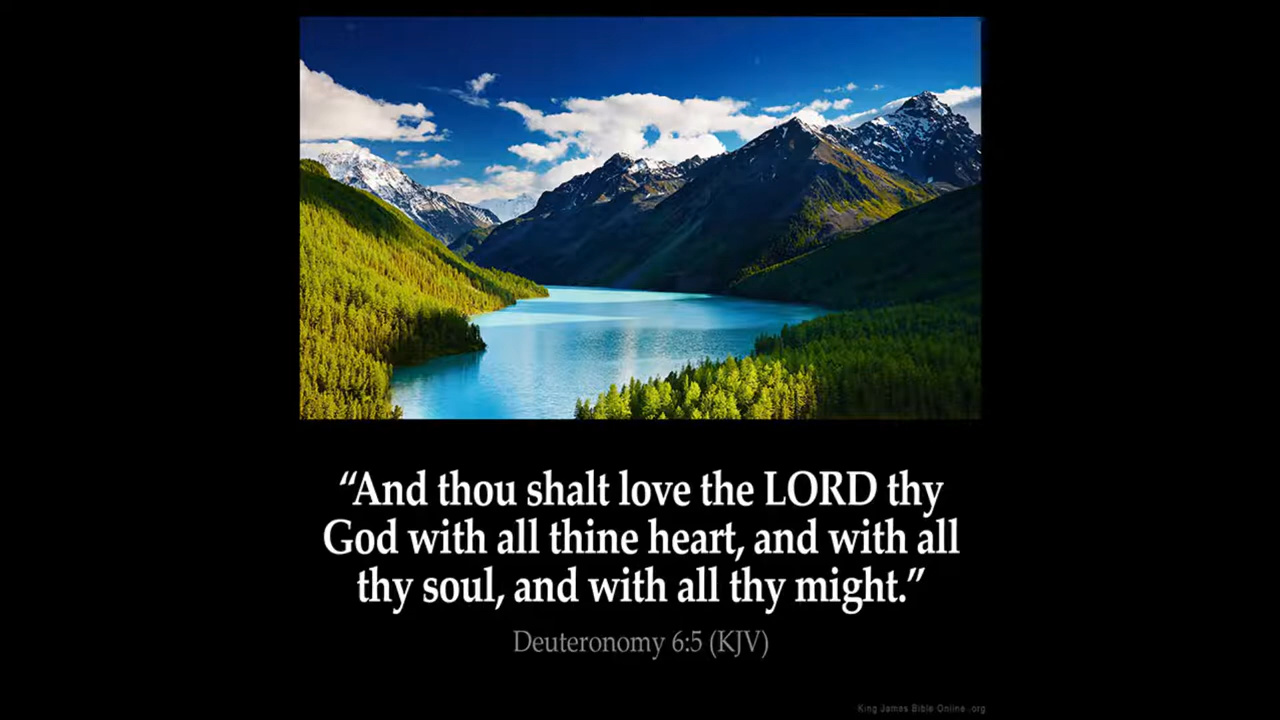 “And thou shalt love the LORD thy
God with all thine heart, and with all
thy soul, and with all thy might.”
Deuteronomy 6:5 (KJV)
King James Bible Online .org